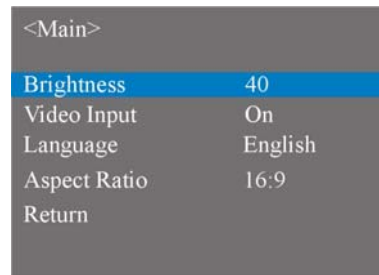 <Main>
Brightness 40
Video Input On
Language English
Aspect Ratio 16:9
Return